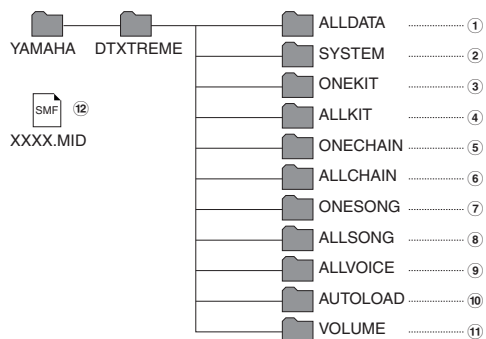 YAMAHA DTXTREME
ALLDATA ①
SYSTEM ②
ONEKIT ③
SMF ⑫
XXXX.MID
ALLKIT ④
ONECHAIN ⑤
ALLCHAIN ⑥
ONESONG ⑦
ALLSONG ⑧
ALLVOICE ⑨
AUTOLOAD ⑩
VOLUME ⑪